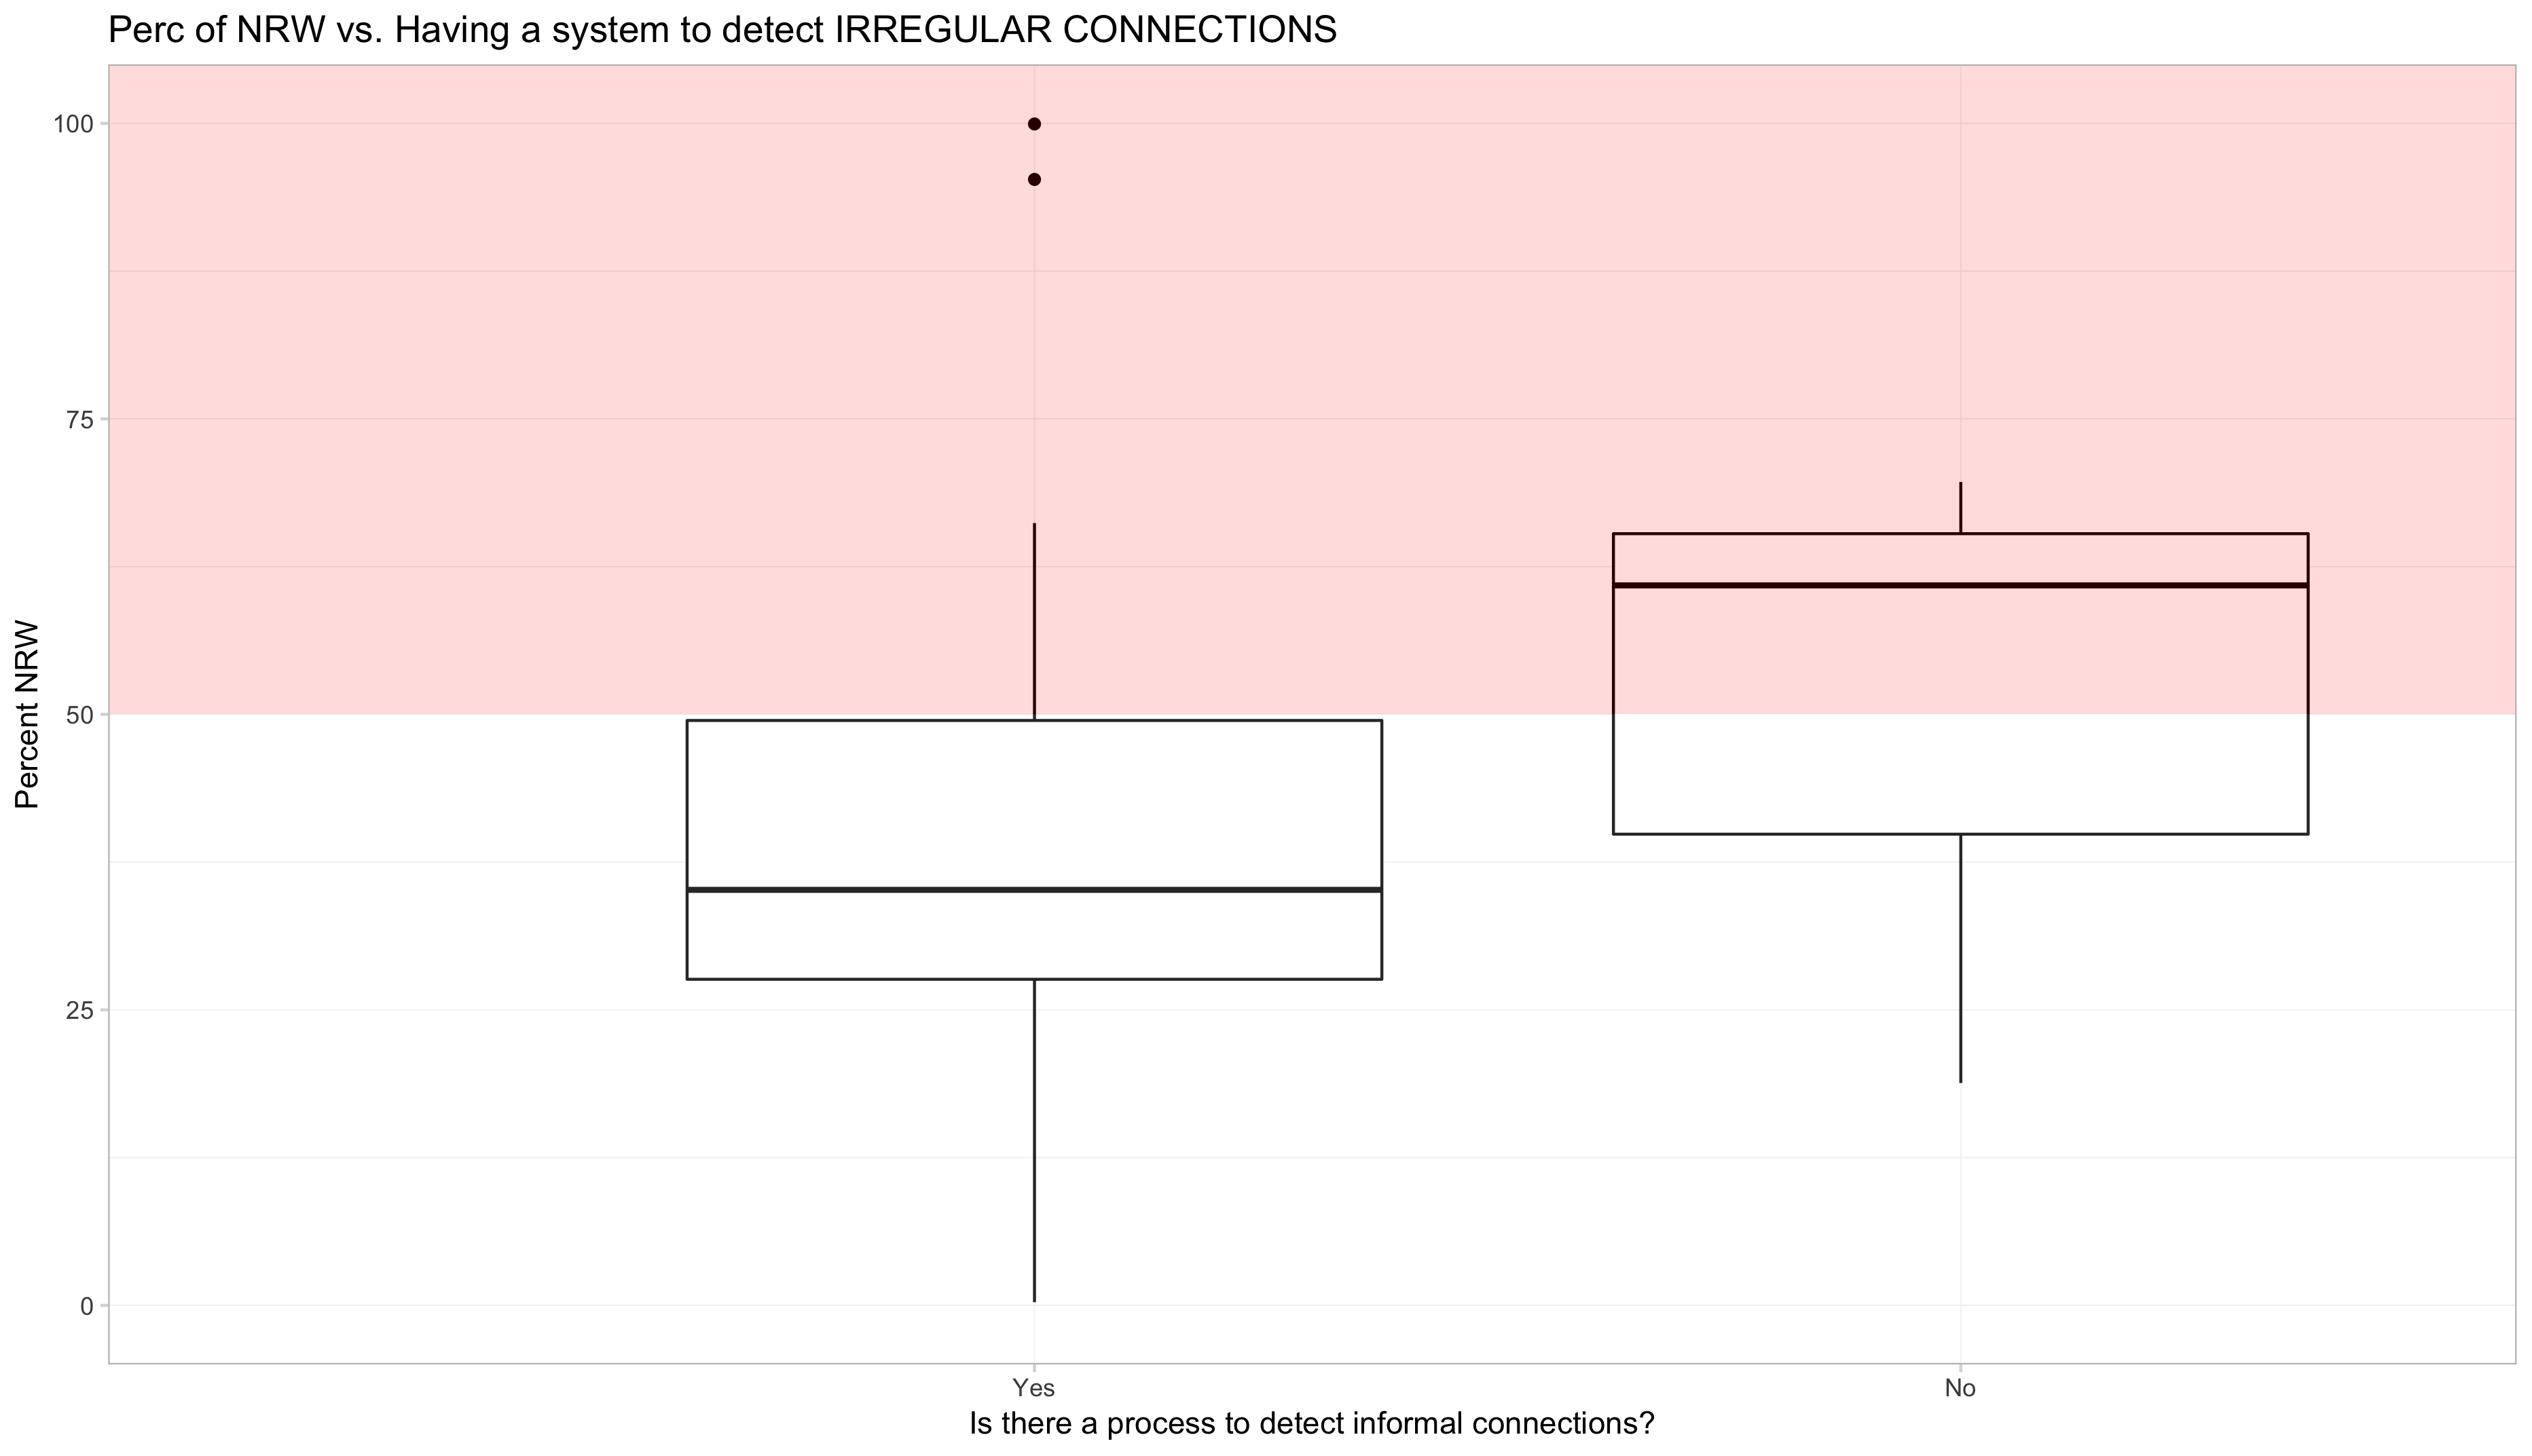 Perc of NRW vs. Having a system to detect IRREGULAR CONNECTIONS
100
75
50
25
0
Percent NRW
Yes
No
Is there a process to detect informal connections?